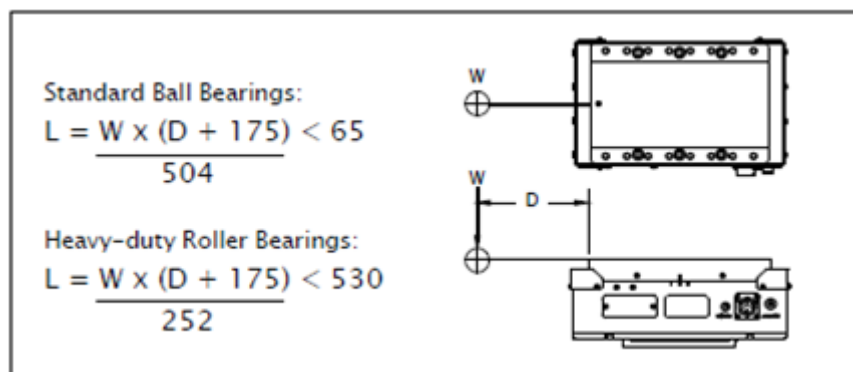 Standard Ball Bearings:
L = W x (D + 175) < 65
504
Heavy-duty Roller Bearings:
L = W x (D + 175) < 530
252
W
W
D